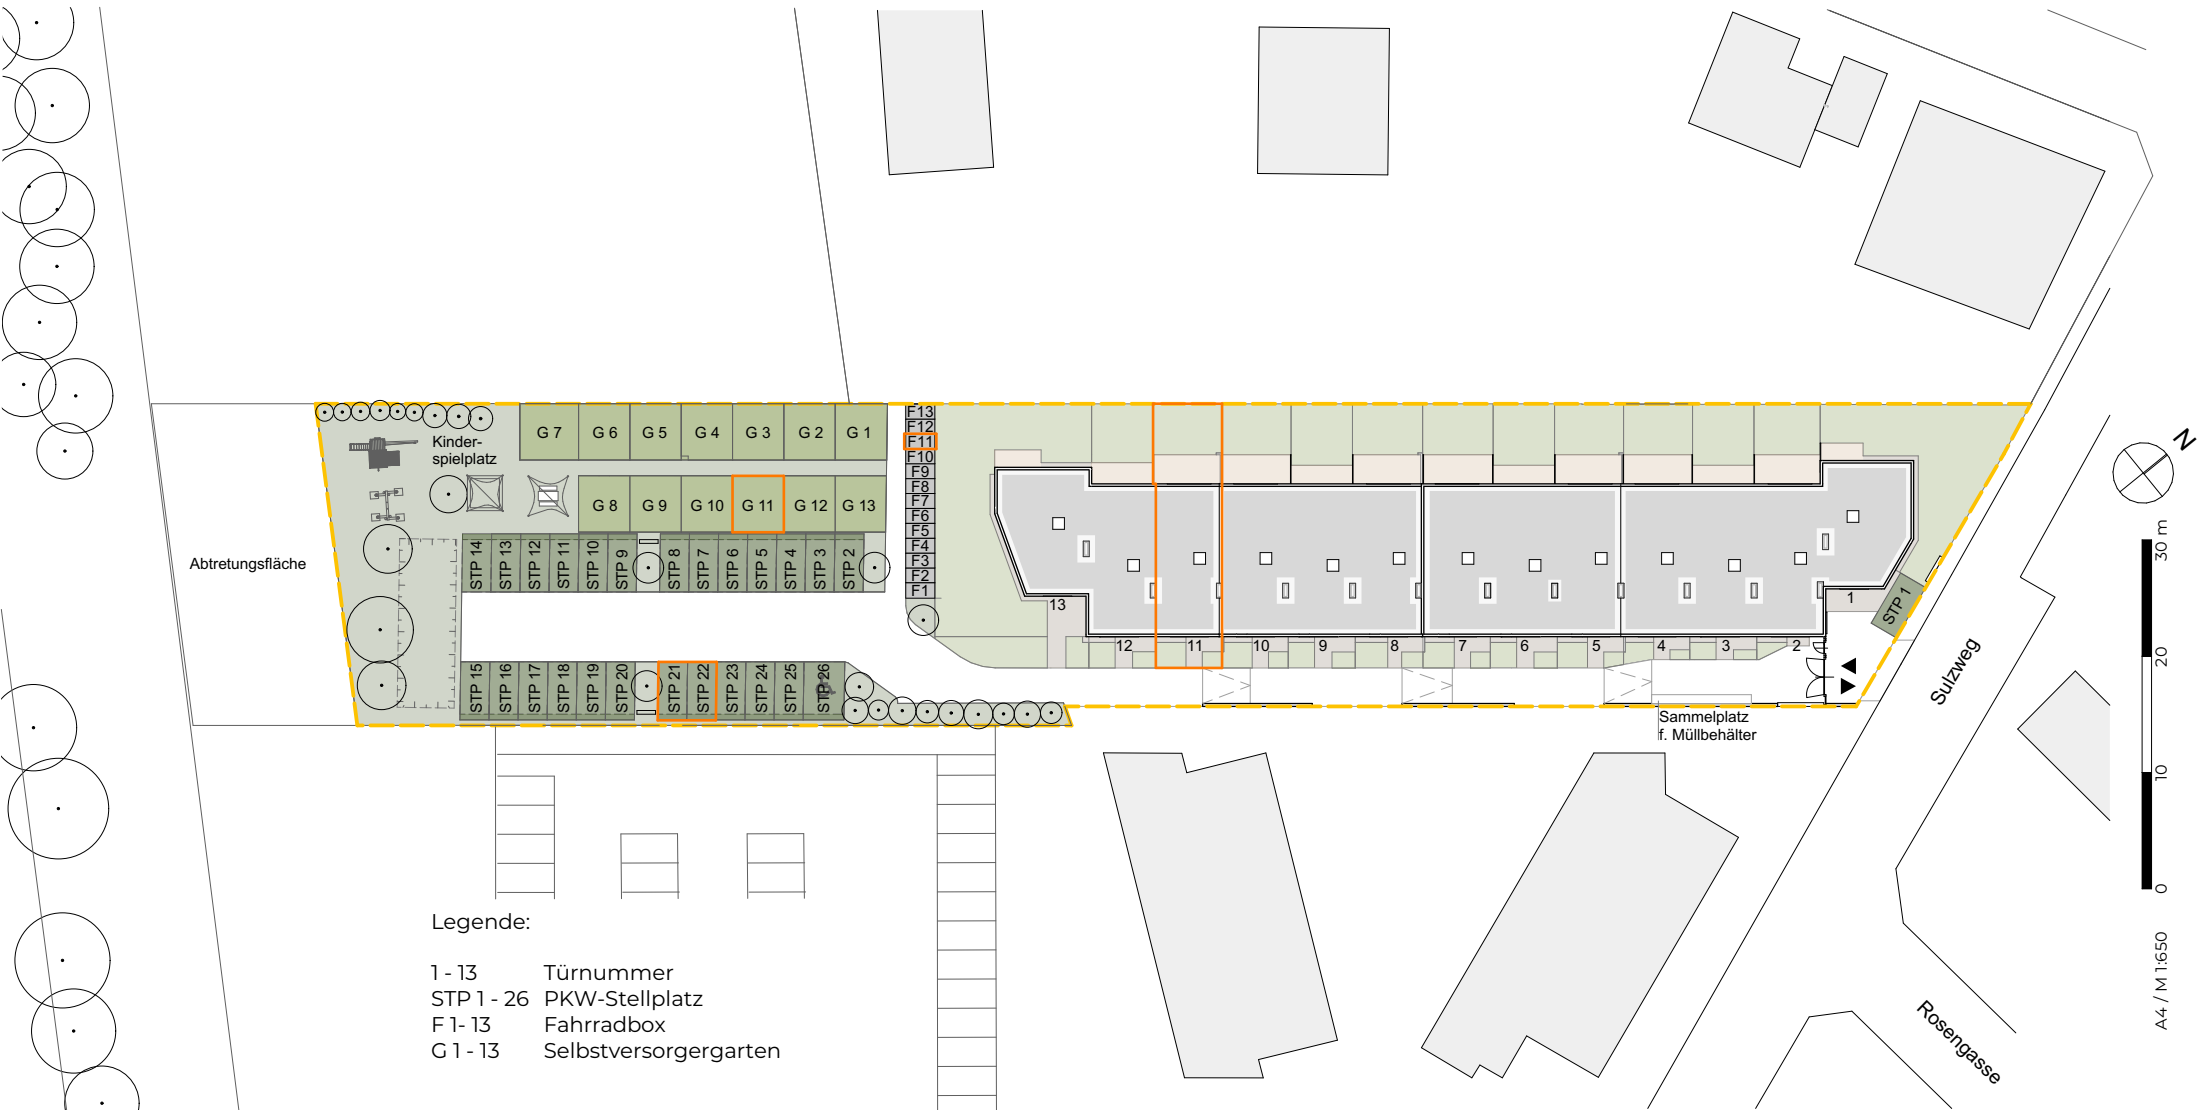 N
Kinder-
spielplatz
G 7
G 6
G 5
G 4
G 3
G 2
G 1
G 8
G 9
G 10
G 11
G 12
G 13
F13
F12
F11
F10
F9
F8
F7
F6
F5
F4
F3
F2
F1
Abtretungsfläche
STP 14
STP 13
STP 12
STP 11
STP 10
STP 9
STP 8
STP 7
STP 6
STP 5
STP 4
STP 3
STP 2
STP 15
STP 16
STP 17
STP 18
STP 19
STP 20
STP 21
STP 22
STP 23
STP 24
STP 25
STP 26
13
12
11
10
9
8
7
6
5
4
3
2
1
STP 1
Sammelplatz
f. Müllbehälter
Sulzweg
Rosengasse
30 m
20
10
0
A4 / M 1:650
Legende:
1 - 13 Türnummer
STP 1 - 26 PKW-Stellplatz
F 1- 13 Fahrradbox
G 1 - 13 Selbstversorgergarten